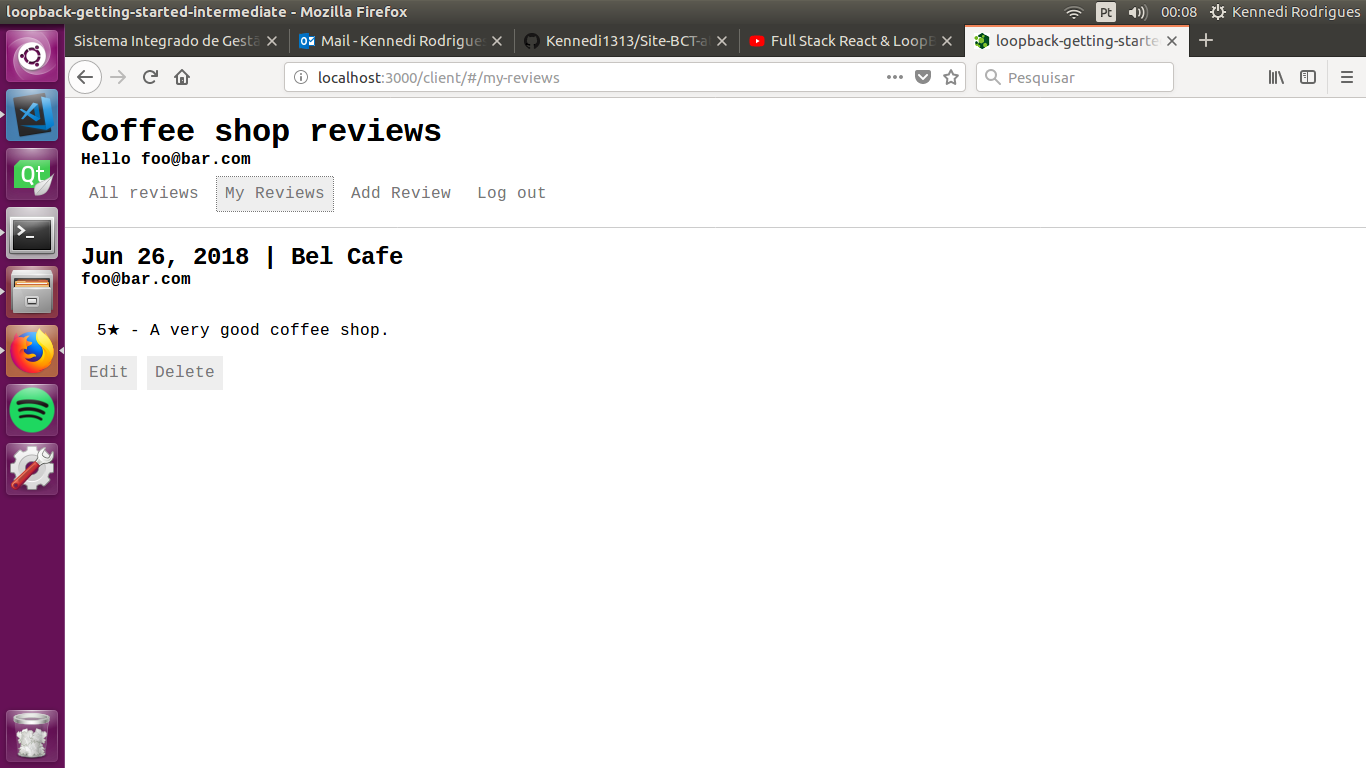 loopback-getting-started-intermediate - Mozilla Firefox
Pt
00:08
Kennedi Rodrigues
Sistema Integrado de Gestã
Mail - Kennedi Rodrigue
Kennedi1313/Site-BCT-a
Full Stack React & LoopB
loopback-getting-starte
localhost:3000/client/#/my-reviews
Pesquisar
Coffee shop reviews
Hello foo@bar.com
All reviews
My Reviews
Add Review
Log out
Jun 26, 2018 | Bel Cafe
foo@bar.com
5★ - A very good coffee shop.
Edit
Delete
Qt